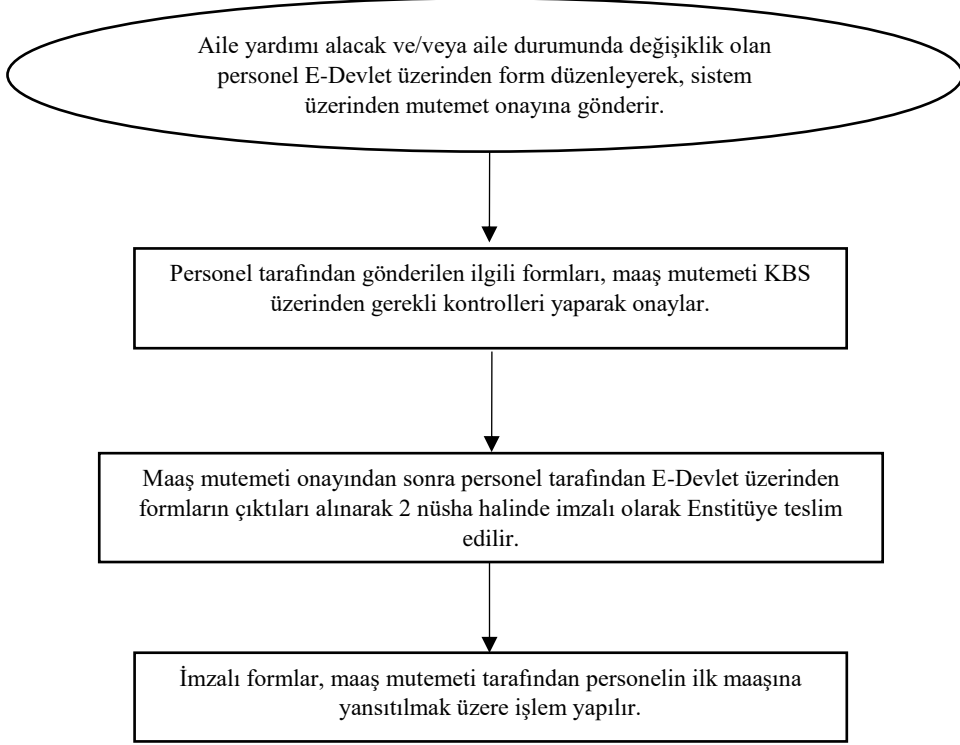 Aile yardımı alacak ve/veya aile durumunda değişiklik olan
personel E-Devlet üzerinden form düzenleyerek, sistem
üzerinden mutemet onayına gönderir.
Personel tarafından gönderilen ilgili formları, maaş mutemeti KBS
üzerinden gerekli kontrolleri yaparak onaylar.
Maaş mutemeti onayından sonra personel tarafından E-Devlet üzerinden
formların çıktıları alınarak 2 nüsha halinde imzalı olarak Enstitüye teslim
edilir.
İmzalı formlar, maaş mutemeti tarafından personelin ilk maaşına
yansıtılmak üzere işlem yapılır.